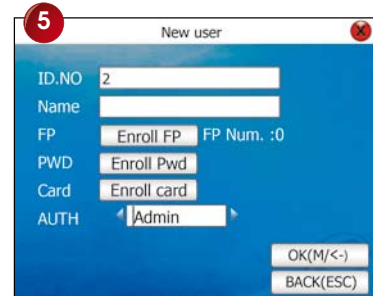 5
New user
ID.NO 2
Name
FP Enroll FP FP Num. :0
PWD Enroll Pwd
Card Enroll card
AUTH Admin
OK(M/<-)
BACK(ESC)